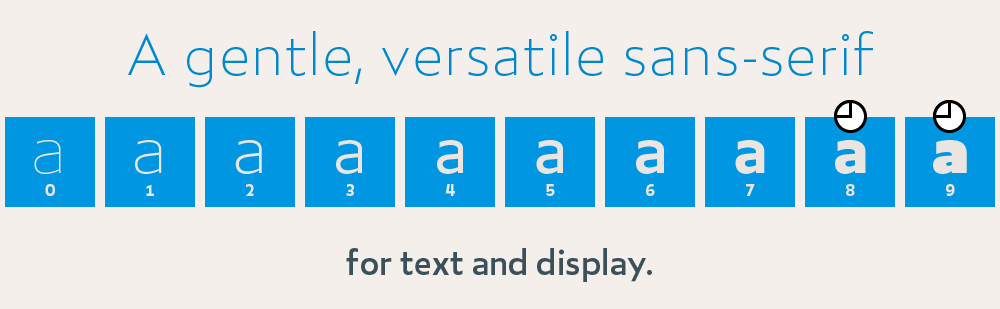 A gentle, versatile sans-serif
a a a a a a a a a a
0 1 2 3 4 5 6 7 8 9
for text and display.